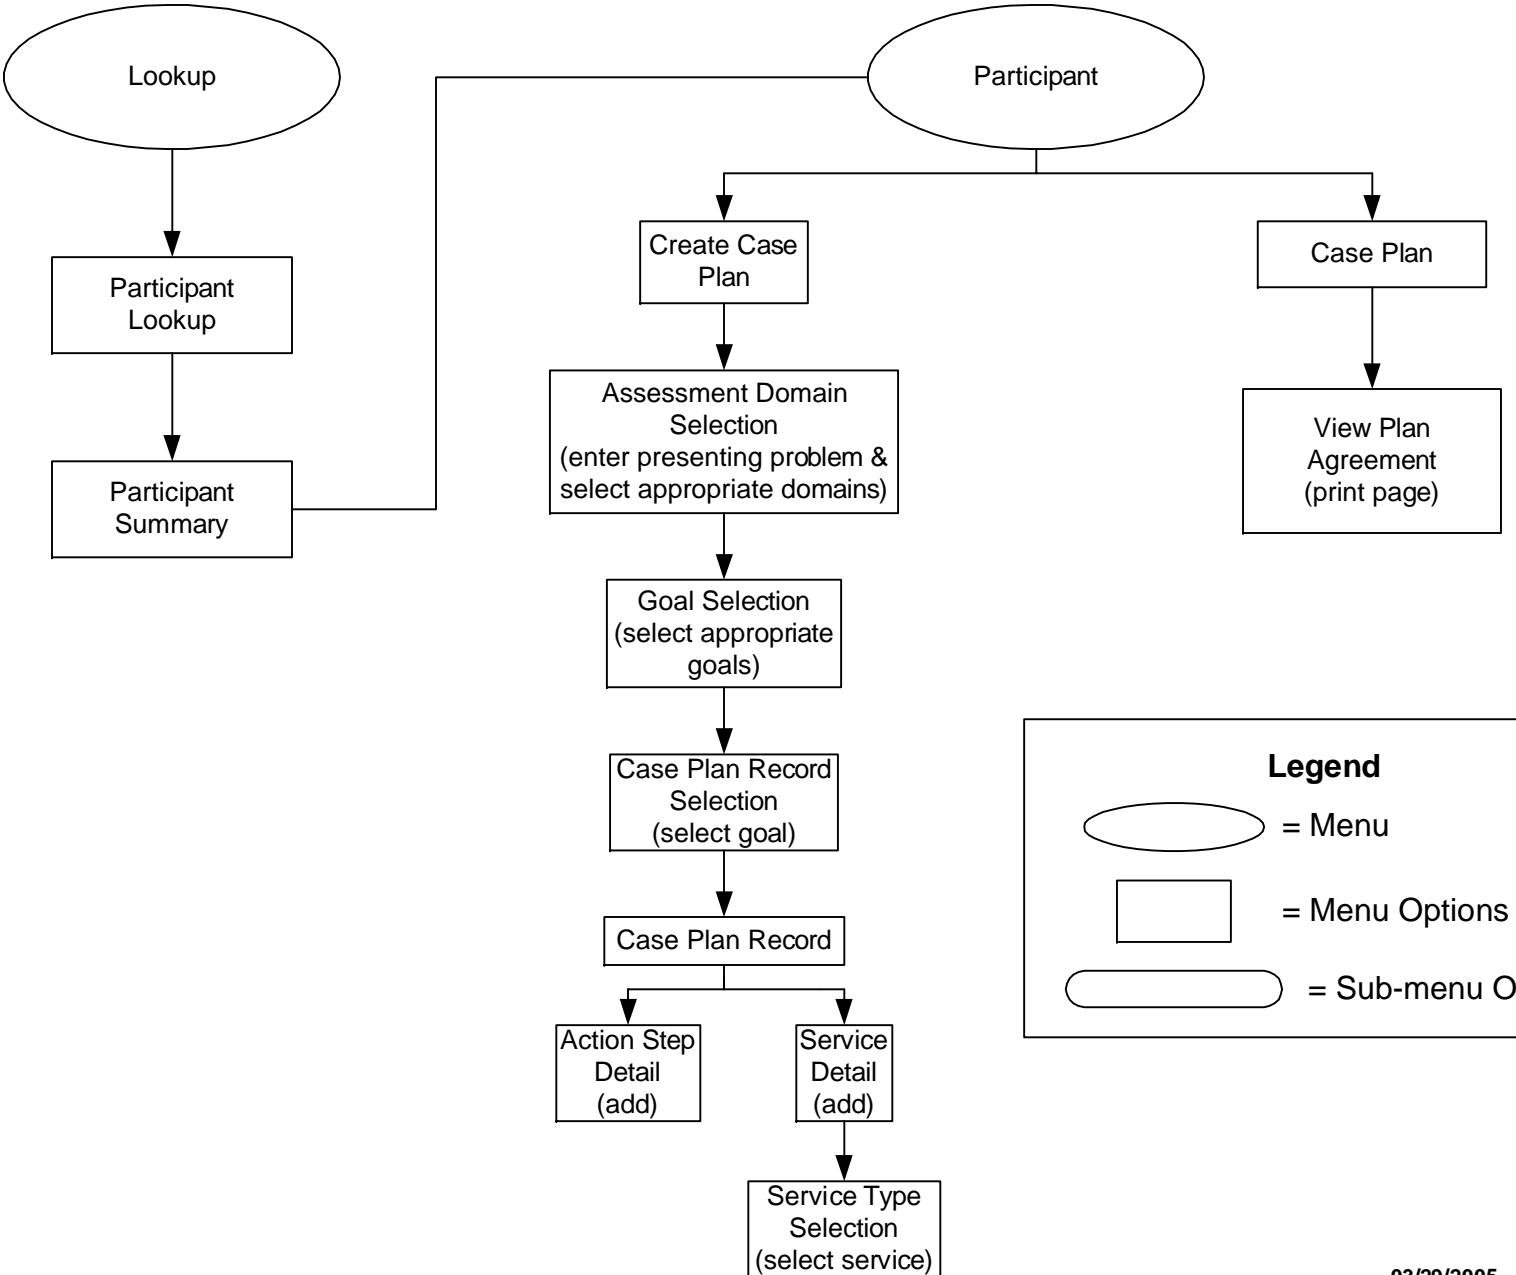 Lookup
Participant
Participant
Lookup
Participant
Summary
Create Case
Plan
Assessment Domain
Selection
(enter presenting problem &
select appropriate domains)
Goal Selection
(select appropriate
goals)
Case Plan Record
Selection
(select goal)
Case Plan Record
Action Step
Detail
(add)
Service
Detail
(add)
Service Type
Selection
(select service)
Case Plan
View Plan
Agreement
(print page)
Legend
= Menu
= Menu Options
= Sub-menu O
03/29/2005